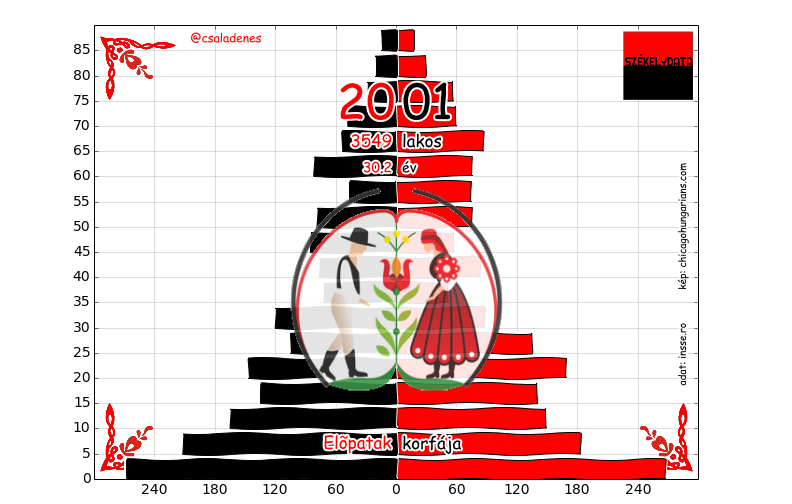 @csaladenes
SZÉKELYDATA
2001
3549 lakos
30.2 év
Előpatak korfája
kép: chicagohungarians.com
adat: insse.ro
85
80
75
70
65
60
55
50
45
40
35
30
25
20
15
10
5
0
240 180 120 60 0 60 120 180 240